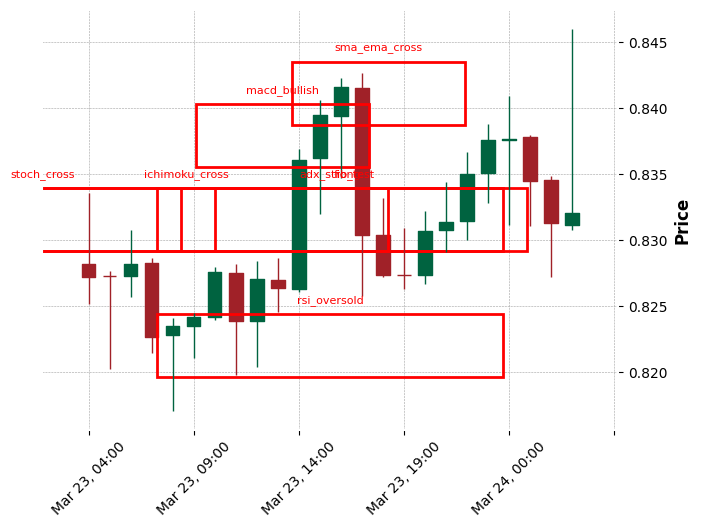 sma_ema_cross
macd_bullish
stoch_cross
ichimoku_cross
rsi_oversold
0.845
0.840
0.835
0.830
0.825
0.820
Price
Mar 23, 04:00
Mar 23, 09:00
Mar 23, 14:00
Mar 23, 19:00
Mar 24, 00:00